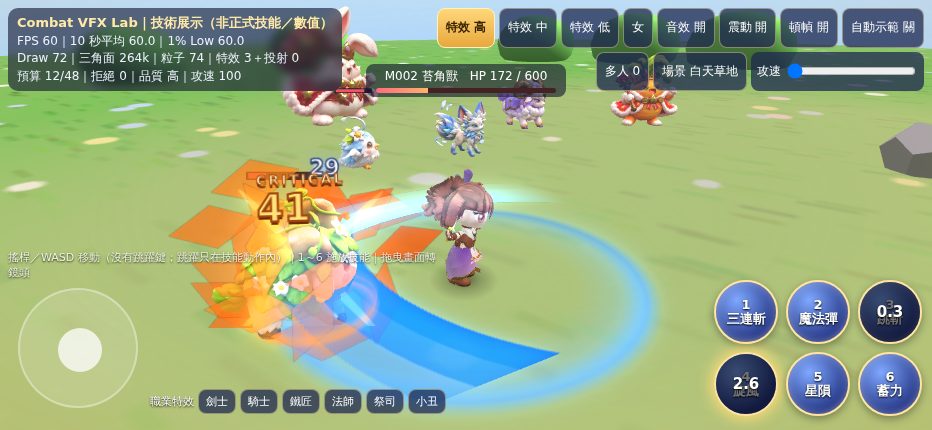 Combat VFX Lab｜技術展示（非正式技能／數值）
FPS 60｜10 秒平均 60.0｜1% Low 60.0
Draw 72｜三角面 264k｜粒子 74｜特效 3＋投射 0
預算 12/48｜拒絕 0｜品質 高｜攻速 100
特效 高
特效 中
特效 低
女
音效 開
震動 開
頓幀 開
自動示範 關
多人 0
場景 白天草地
攻速
M002 苔角獸 HP 172 / 600
29
CRITICAL
41
搖桿／WASD 移動（沒有跳躍鍵；跳躍只在技能動作內）｜1～6 施放技能｜拖曳畫面轉
鏡頭
1
三連斬
2
魔法彈
0.3
2.6
旋風
5
星隕
6
蓄力
職業特效
劍士
騎士
鐵匠
法師
祭司
小丑